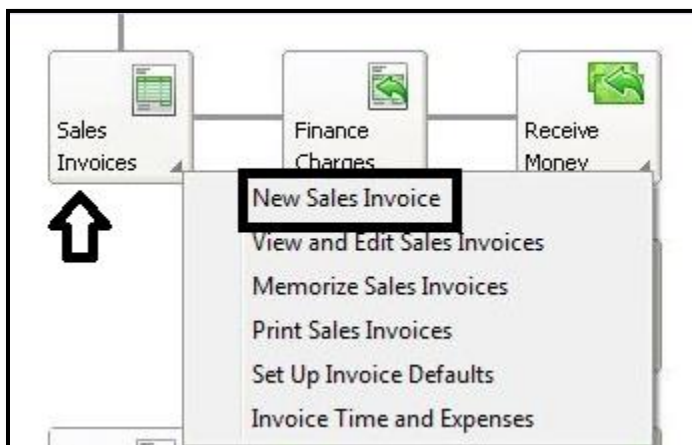 Sales
Invoices
Finance
Charges
Receive
Money
New Sales Invoice
View and Edit Sales Invoices
Memorize Sales Invoices
Print Sales Invoices
Set Up Invoice Defaults
Invoice Time and Expenses